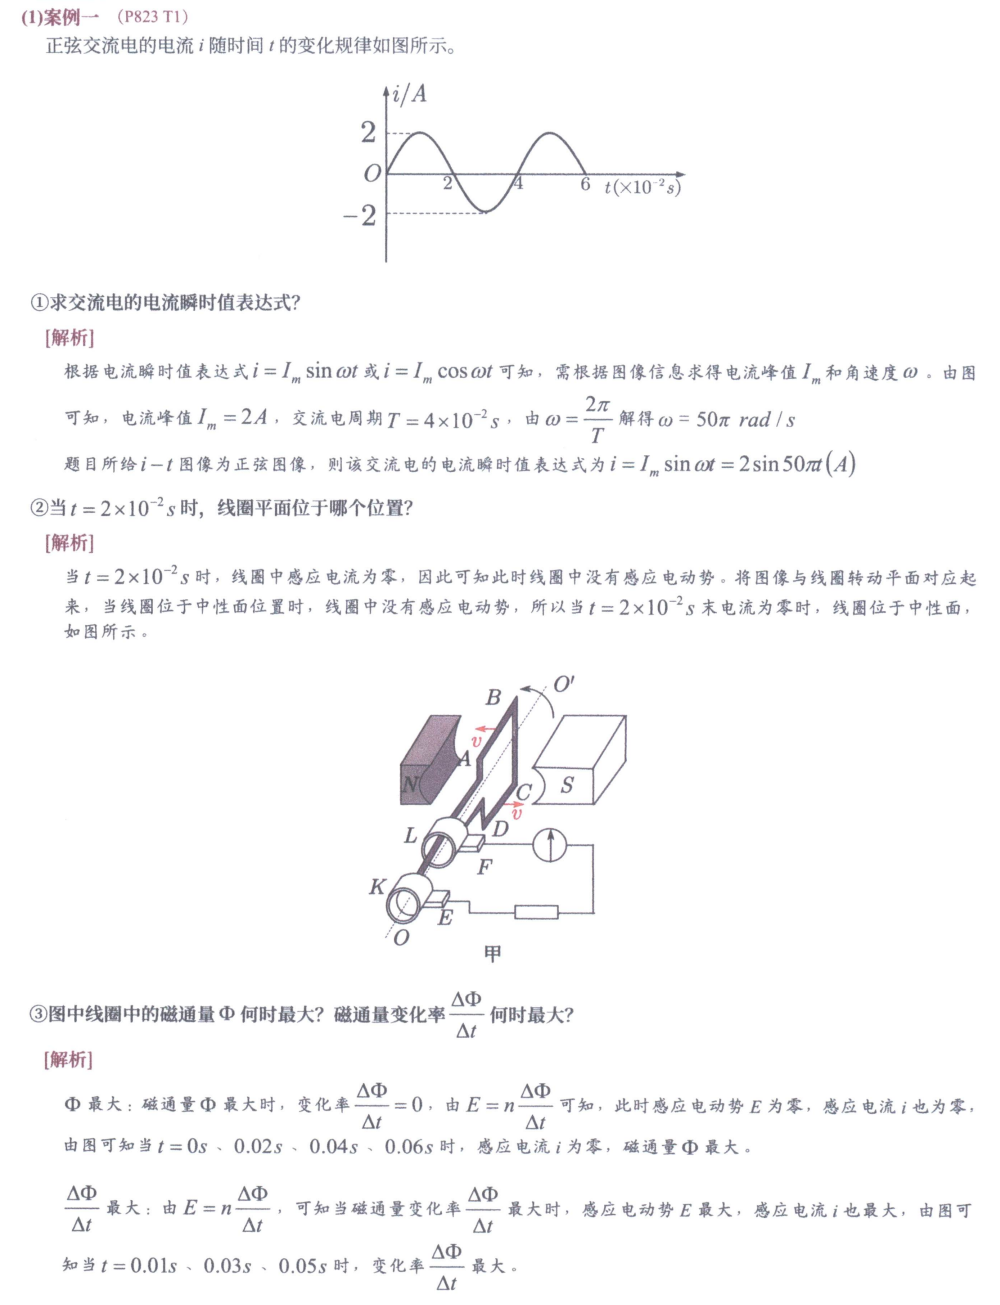 (1)案例一 （P823 T1）
正弦交流电的电流 i 随时间 t 的变化规律如图所示。
i/A
2
O
2
4
6
t(×10⁻²s)
−2
①求交流电的电流瞬时值表达式?
[解析]
根据电流瞬时值表达式 i = Iₘ sin ωt 或 i = Iₘ cos ωt 可知，需根据图像信息求得电流峰值 Iₘ 和角速度 ω 。由图
可知，电流峰值 Iₘ = 2A ，交流电周期 T = 4×10⁻² s ，由 ω = 2π/T 解得 ω = 50π rad / s
题目所给 i − t 图像为正弦图像，则该交流电的电流瞬时值表达式为 i = Iₘ sin ωt = 2 sin 50πt (A)
②当 t = 2×10⁻² s 时，线圈平面位于哪个位置?
[解析]
当 t = 2×10⁻² s 时，线圈中感应电流为零，因此可知此时线圈中没有感应电动势。将图像与线圈转动平面对应起
来，当线圈位于中性面位置时，线圈中没有感应电动势，所以当 t = 2×10⁻² s 末电流为零时，线圈位于中性面，
如图所示。
O′
B
v
A
N
S
C
v
D
L
F
K
E
O
甲
③图中线圈中的磁通量 Φ 何时最大？磁通量变化率 ΔΦ/Δt 何时最大?
[解析]
Φ 最大：磁通量 Φ 最大时，变化率 ΔΦ/Δt = 0 ，由 E = n ΔΦ/Δt 可知，此时感应电动势 E 为零，感应电流 i 也为零，
由图可知当 t = 0s 、 0.02s 、 0.04s 、 0.06s 时，感应电流 i 为零，磁通量 Φ 最大。
ΔΦ/Δt 最大：由 E = n ΔΦ/Δt ，可知当磁通量变化率 ΔΦ/Δt 最大时，感应电动势 E 最大，感应电流 i 也最大，由图可
知当 t = 0.01s 、 0.03s 、 0.05s 时，变化率 ΔΦ/Δt 最大。